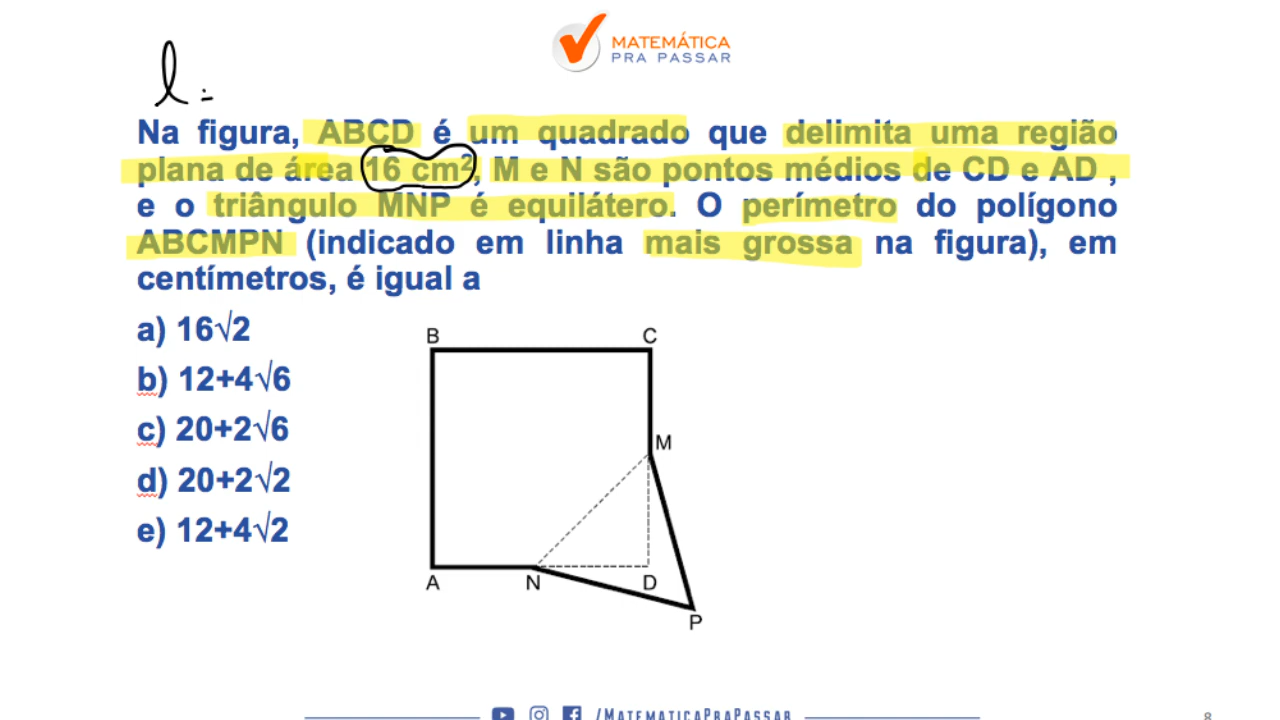 MATEMÁTICA
PRA PASSAR
l =
Na figura, ABCD é um quadrado que delimita uma região
plana de área 16 cm², M e N são pontos médios de CD e AD ,
e o triângulo MNP é equilátero. O perímetro do polígono
ABCMPN (indicado em linha mais grossa na figura), em
centímetros, é igual a
a) 16√2
b) 12+4√6
c) 20+2√6
d) 20+2√2
e) 12+4√2
B
C
M
A
N
D
P
/MATEMATICAPRAPASSAR
8